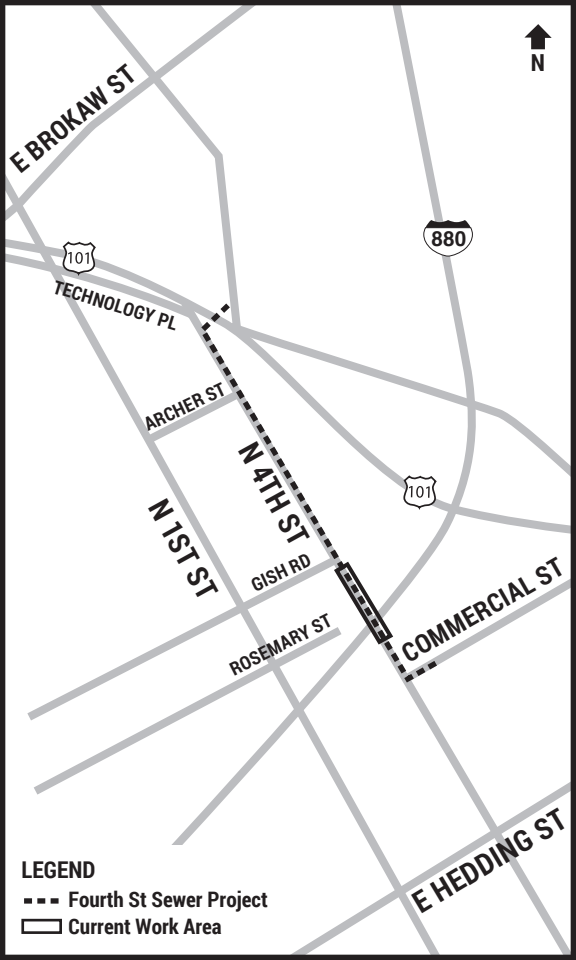 N
E BROKAW ST
880
101
TECHNOLOGY PL
ARCHER ST
N 4TH ST
101
N 1ST ST
GISH RD
COMMERCIAL ST
ROSEMARY ST
E HEDDING ST
LEGEND
Fourth St Sewer Project
Current Work Area